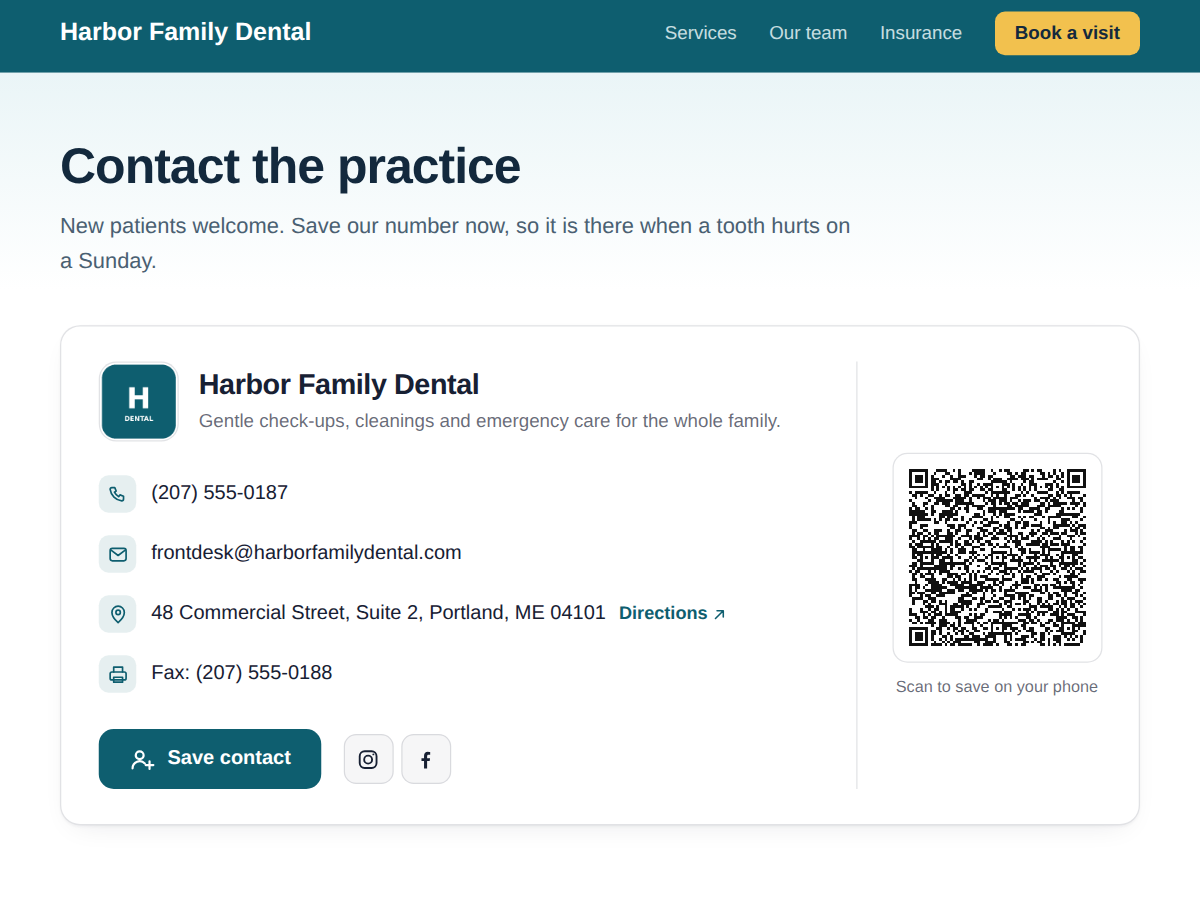 Harbor Family Dental
Services
Our team
Insurance
Book a visit
Contact the practice
New patients welcome. Save our number now, so it is there when a tooth hurts on
a Sunday.
H
DENTAL
Harbor Family Dental
Gentle check-ups, cleanings and emergency care for the whole family.
(207) 555-0187
frontdesk@harborfamilydental.com
48 Commercial Street, Suite 2, Portland, ME 04101 Directions ↗
Fax: (207) 555-0188
Save contact
Scan to save on your phone